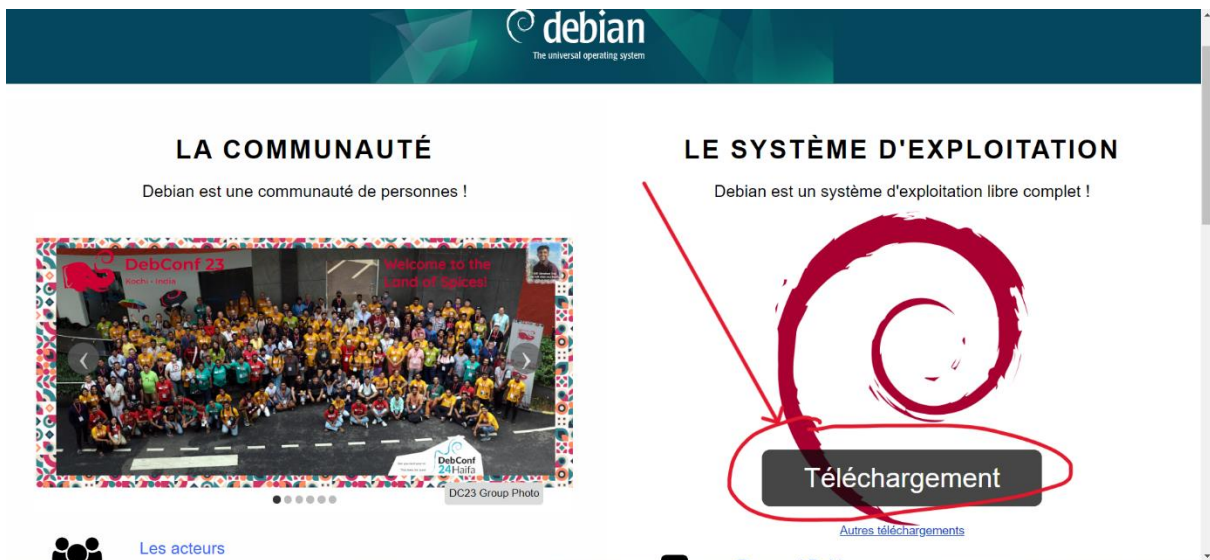 debian
The universal operating system
LA COMMUNAUTÉ
Debian est une communauté de personnes !
DebConf 23
Kochi - India
Welcome to the
Land of Spices!
DebConf
24Haifa
DC23 Group Photo
Les acteurs
LE SYSTÈME D'EXPLOITATION
Debian est un système d'exploitation libre complet !
Téléchargement
Autres téléchargements